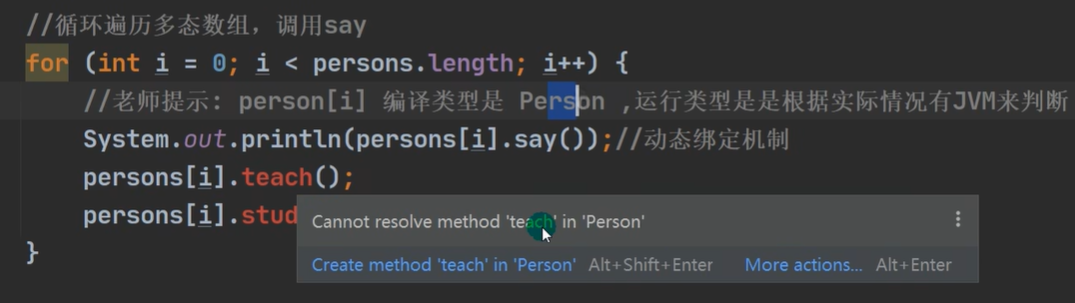 //循环遍历多态数组，调用say
for (int i = 0; i < persons.length; i++) {
//老师提示: person[i] 编译类型是 Person ,运行类型是是根据实际情况有JVM来判断
System.out.println(persons[i].say());//动态绑定机制
persons[i].teach();
persons[i].stud
Cannot resolve method 'teach' in 'Person'
Create method 'teach' in 'Person' Alt+Shift+Enter More actions... Alt+Enter
}